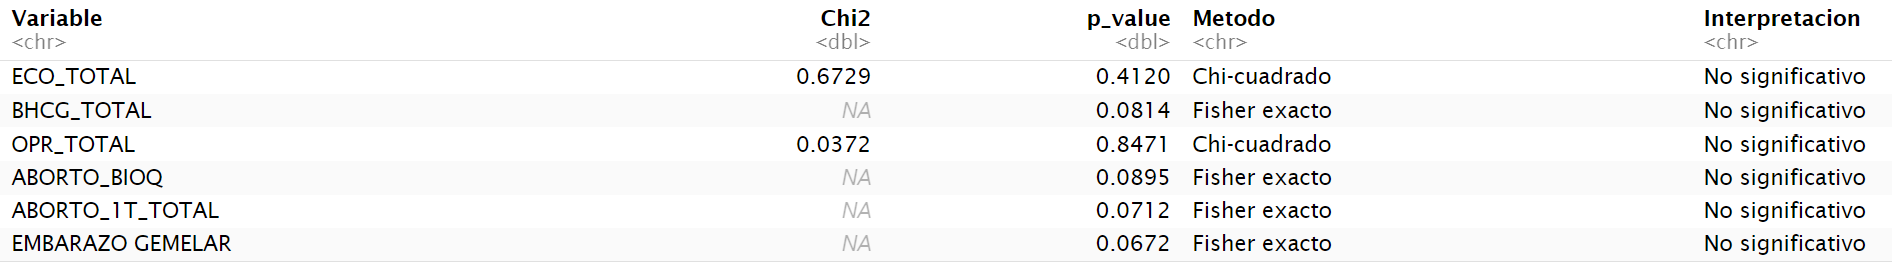 Variable Chi2 p_value Metodo Interpretacion
<chr> <dbl> <dbl> <chr> <chr>
ECO_TOTAL 0.6729 0.4120 Chi-cuadrado No significativo
BHCG_TOTAL NA 0.0814 Fisher exacto No significativo
OPR_TOTAL 0.0372 0.8471 Chi-cuadrado No significativo
ABORTO_BIOQ NA 0.0895 Fisher exacto No significativo
ABORTO_1T_TOTAL NA 0.0712 Fisher exacto No significativo
EMBARAZO GEMELAR NA 0.0672 Fisher exacto No significativo